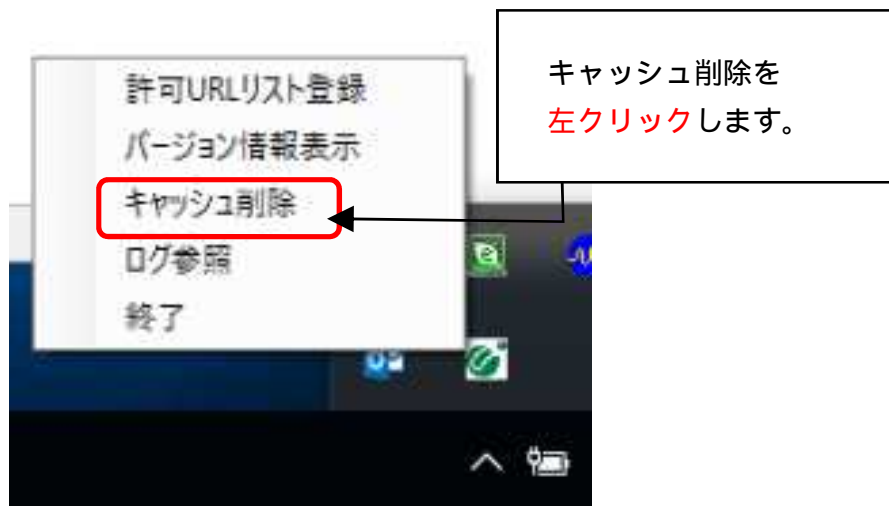 許可URLリスト登録
バージョン情報表示
キャッシュ削除
ログ参照
終了
キャッシュ削除を
左クリックします。